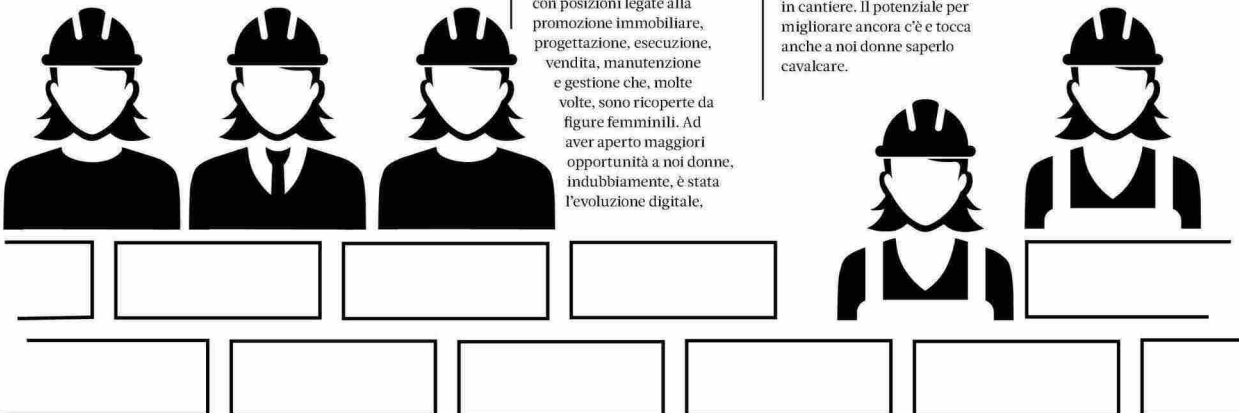 con posizioni legate alla
promozione immobiliare,
progettazione, esecuzione,
vendita, manutenzione
e gestione che, molte
volte, sono ricoperte da
figure femminili. Ad
aver aperto maggiori
opportunità a noi donne,
indubbiamente, è stata
l’evoluzione digitale,
in cantiere. Il potenziale per
migliorare ancora c’è e tocca
anche a noi donne saperlo
cavalcare.